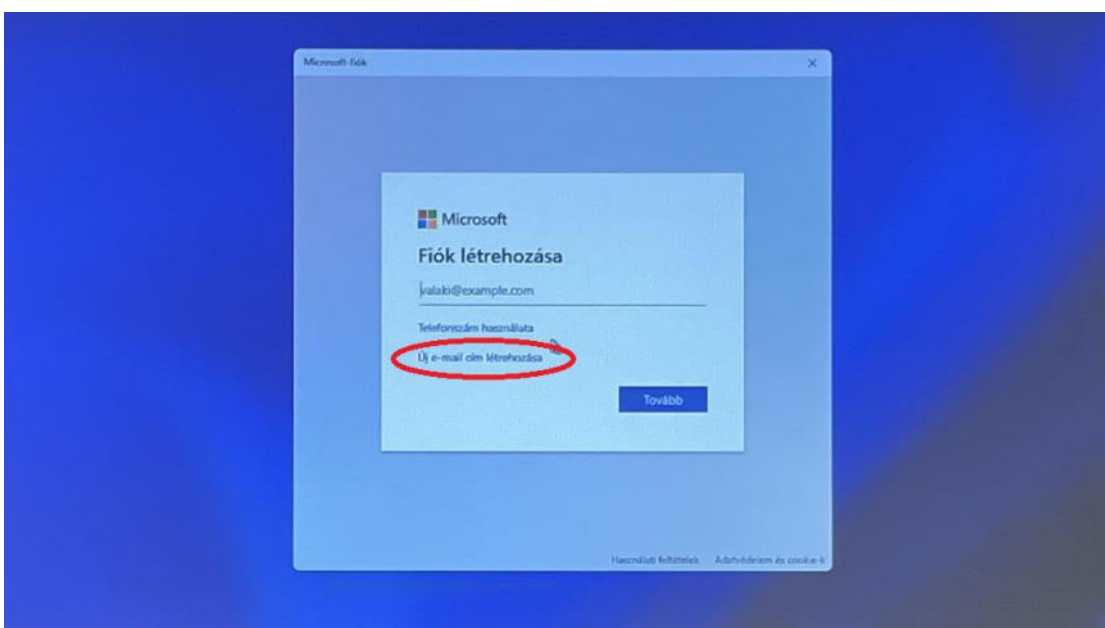 Microsoft-fiók
Microsoft
Fiók létrehozása
valaki@example.com
Telefonszám használata
Új e-mail cím létrehozása
Tovább
Használati feltételek Adatvédelem és cookie-k